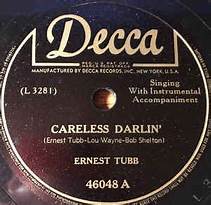 Decca
REG. U.S. PAT. OFF.
MARCA REGIS.
MANUFACTURED BY DECCA RECORDS, INC., NEW YORK, U.S.A.
(L 3281) Singing
With Instrumental
Accompaniment
CARELESS DARLIN'
(Ernest Tubb-Lou Wayne-Bob Shelton)
ERNEST TUBB
46048 A